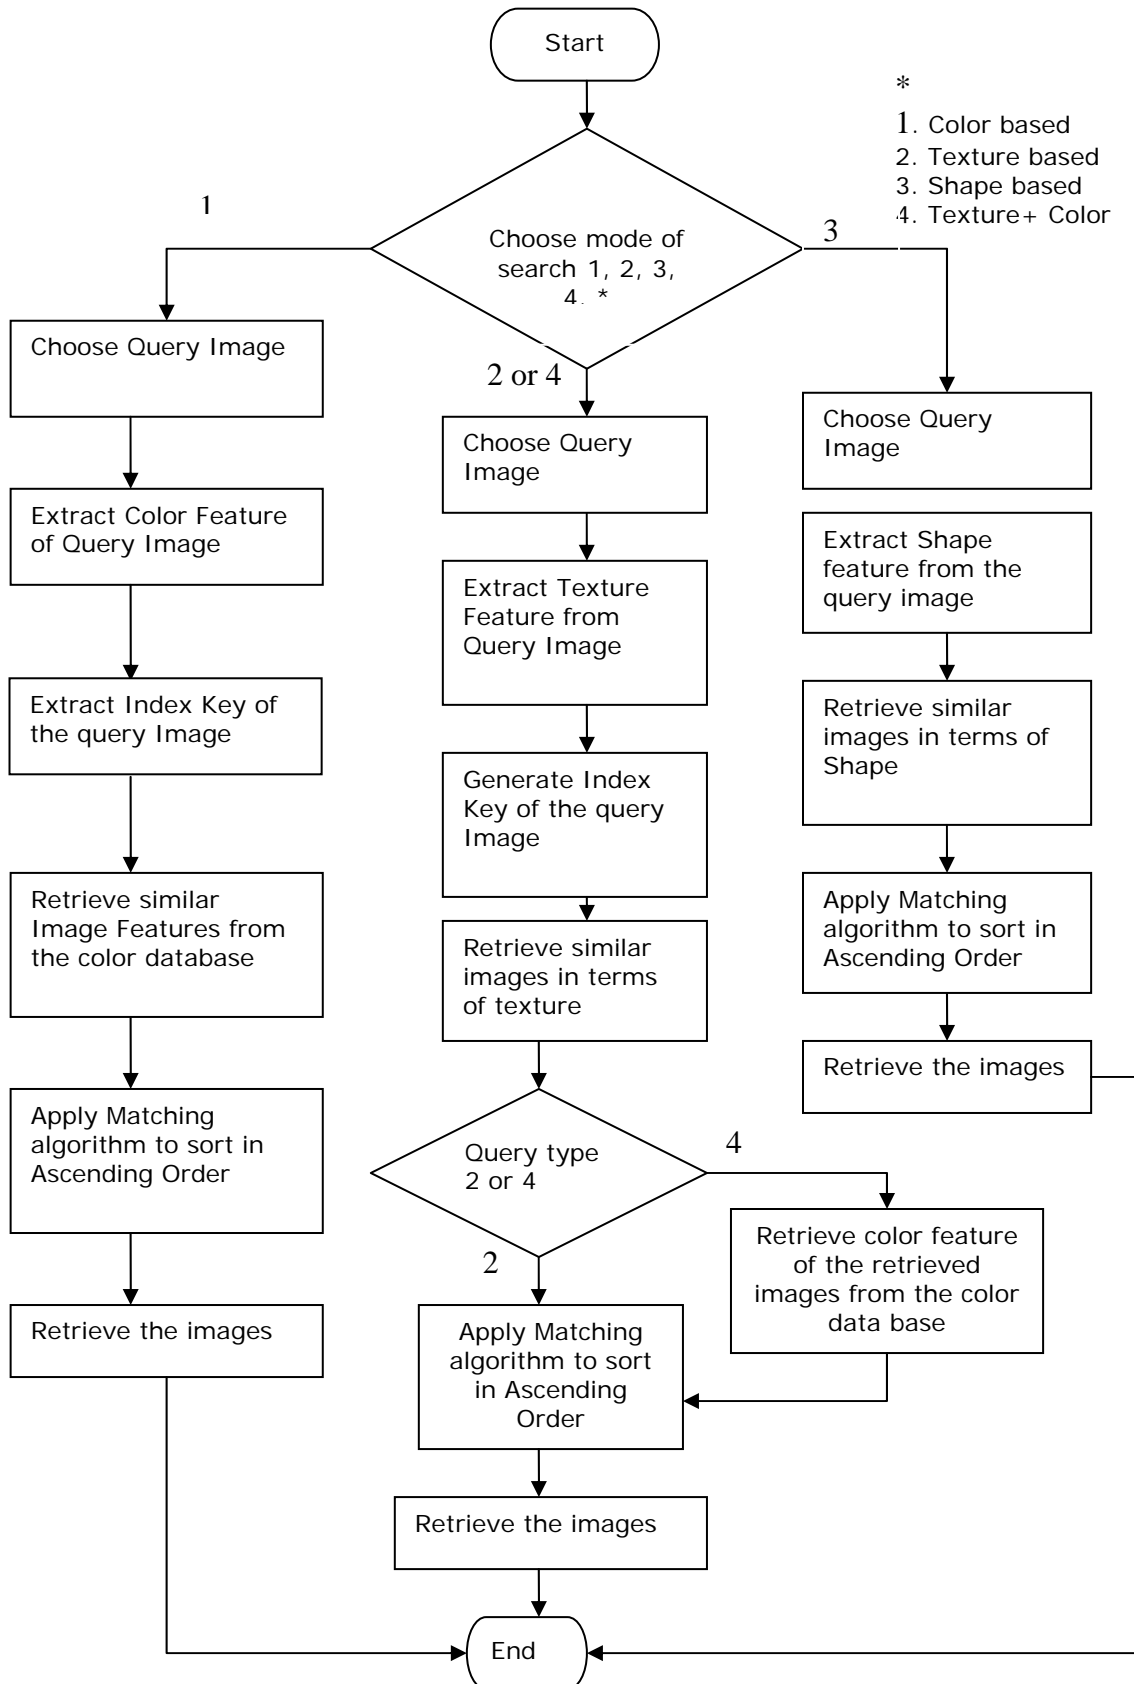 Start
*
1. Color based
2. Texture based
3. Shape based
4. Texture+ Color
1
Choose mode of
search 1, 2, 3,
4. *
3
2 or 4
Choose Query Image
Extract Color Feature
of Query Image
Extract Index Key of
the query Image
Retrieve similar
Image Features from
the color database
Apply Matching
algorithm to sort in
Ascending Order
Retrieve the images
Choose Query
Image
Extract Texture
Feature from
Query Image
Generate Index
Key of the query
Image
Retrieve similar
images in terms
of texture
Query type
2 or 4
4
2
Retrieve color feature
of the retrieved
images from the color
data base
Apply Matching
algorithm to sort
in Ascending
Order
Retrieve the images
Choose Query
Image
Extract Shape
feature from the
query image
Retrieve similar
images in terms of
Shape
Apply Matching
algorithm to sort in
Ascending Order
Retrieve the images
End